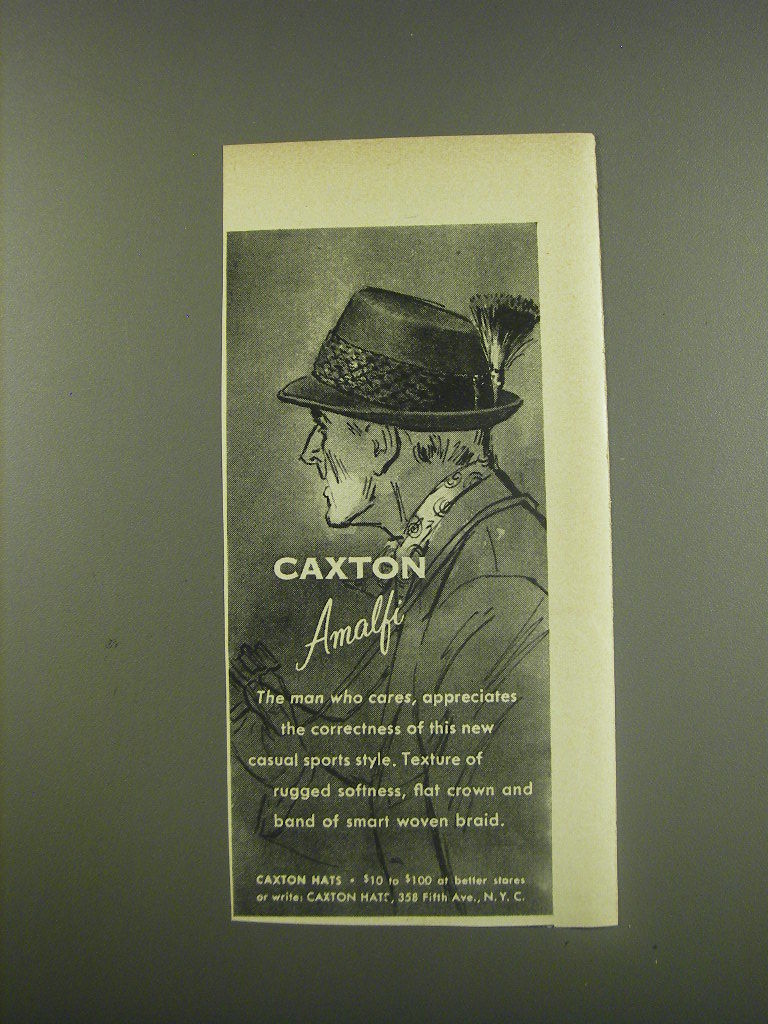 CAXTON
Amalfi
The man who cares, appreciates
the correctness of this new
casual sports style. Texture of
rugged softness, flat crown and
band of smart woven braid.
CAXTON HATS • $10 to $100 at better stores
or write: CAXTON HATS, 358 Fifth Ave., N. Y. C.